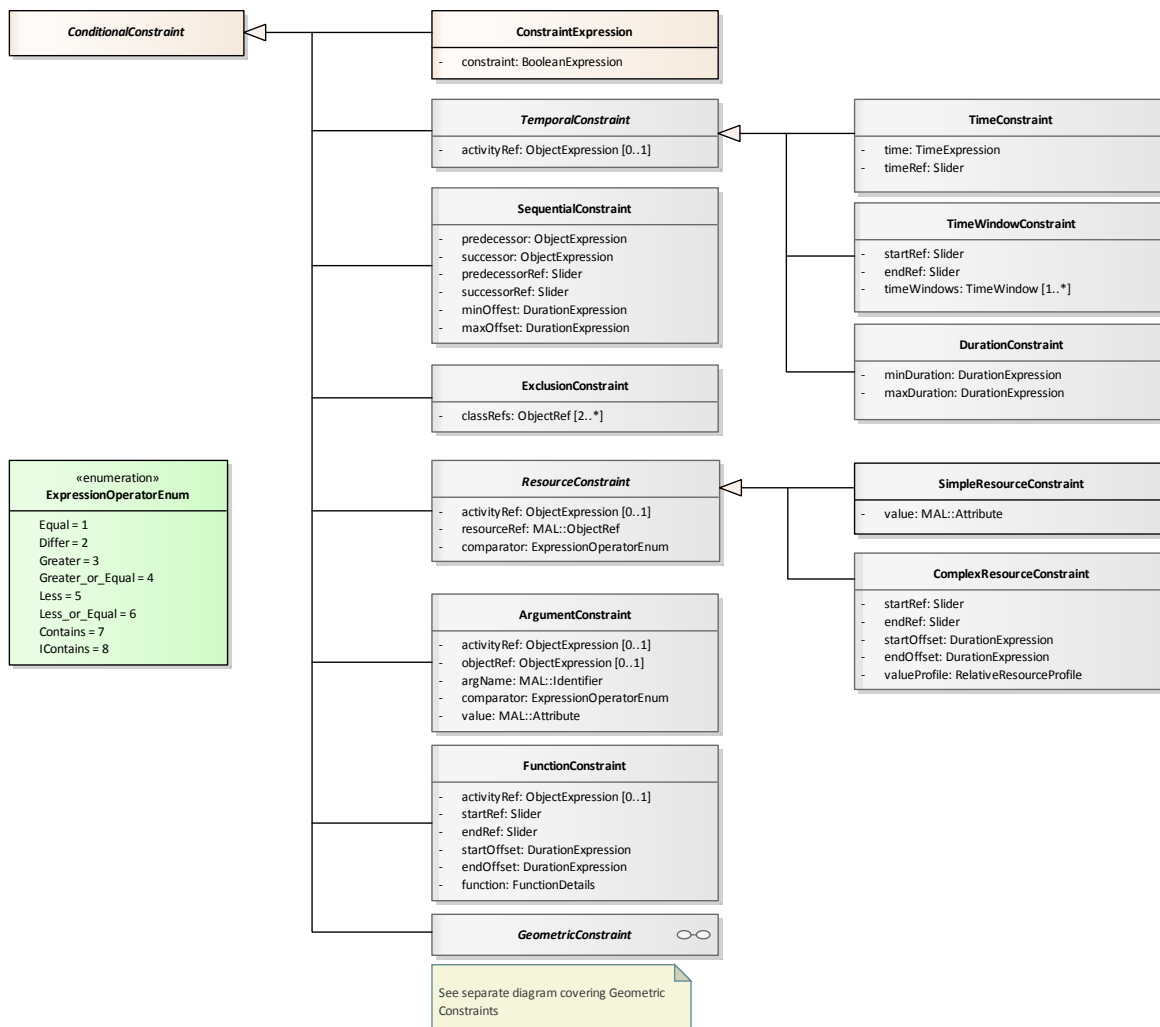 ConditionalConstraint
ConstraintExpression
- constraint: BooleanExpression
TemporalConstraint
- activityRef: ObjectExpression [0..1]
TimeConstraint
- time: TimeExpression
- timeRef: Slider
SequentialConstraint
- predecessor: ObjectExpression
- successor: ObjectExpression
- predecessorRef: Slider
- successorRef: Slider
- minOffest: DurationExpression
- maxOffset: DurationExpression
TimeWindowConstraint
- startRef: Slider
- endRef: Slider
- timeWindows: TimeWindow [1..*]
DurationConstraint
- minDuration: DurationExpression
- maxDuration: DurationExpression
ExclusionConstraint
- classRefs: ObjectRef [2..*]
«enumeration»
ExpressionOperatorEnum
Equal = 1
Differ = 2
Greater = 3
Greater_or_Equal = 4
Less = 5
Less_or_Equal = 6
Contains = 7
IContains = 8
ResourceConstraint
- activityRef: ObjectExpression [0..1]
- resourceRef: MAL::ObjectRef
- comparator: ExpressionOperatorEnum
SimpleResourceConstraint
- value: MAL::Attribute
ComplexResourceConstraint
- startRef: Slider
- endRef: Slider
- startOffset: DurationExpression
- endOffset: DurationExpression
- valueProfile: RelativeResourceProfile
ArgumentConstraint
- activityRef: ObjectExpression [0..1]
- objectRef: ObjectExpression [0..1]
- argName: MAL::Identifier
- comparator: ExpressionOperatorEnum
- value: MAL::Attribute
FunctionConstraint
- activityRef: ObjectExpression [0..1]
- startRef: Slider
- endRef: Slider
- startOffset: DurationExpression
- endOffset: DurationExpression
- function: FunctionDetails
GeometricConstraint
See separate diagram covering Geometric
Constraints